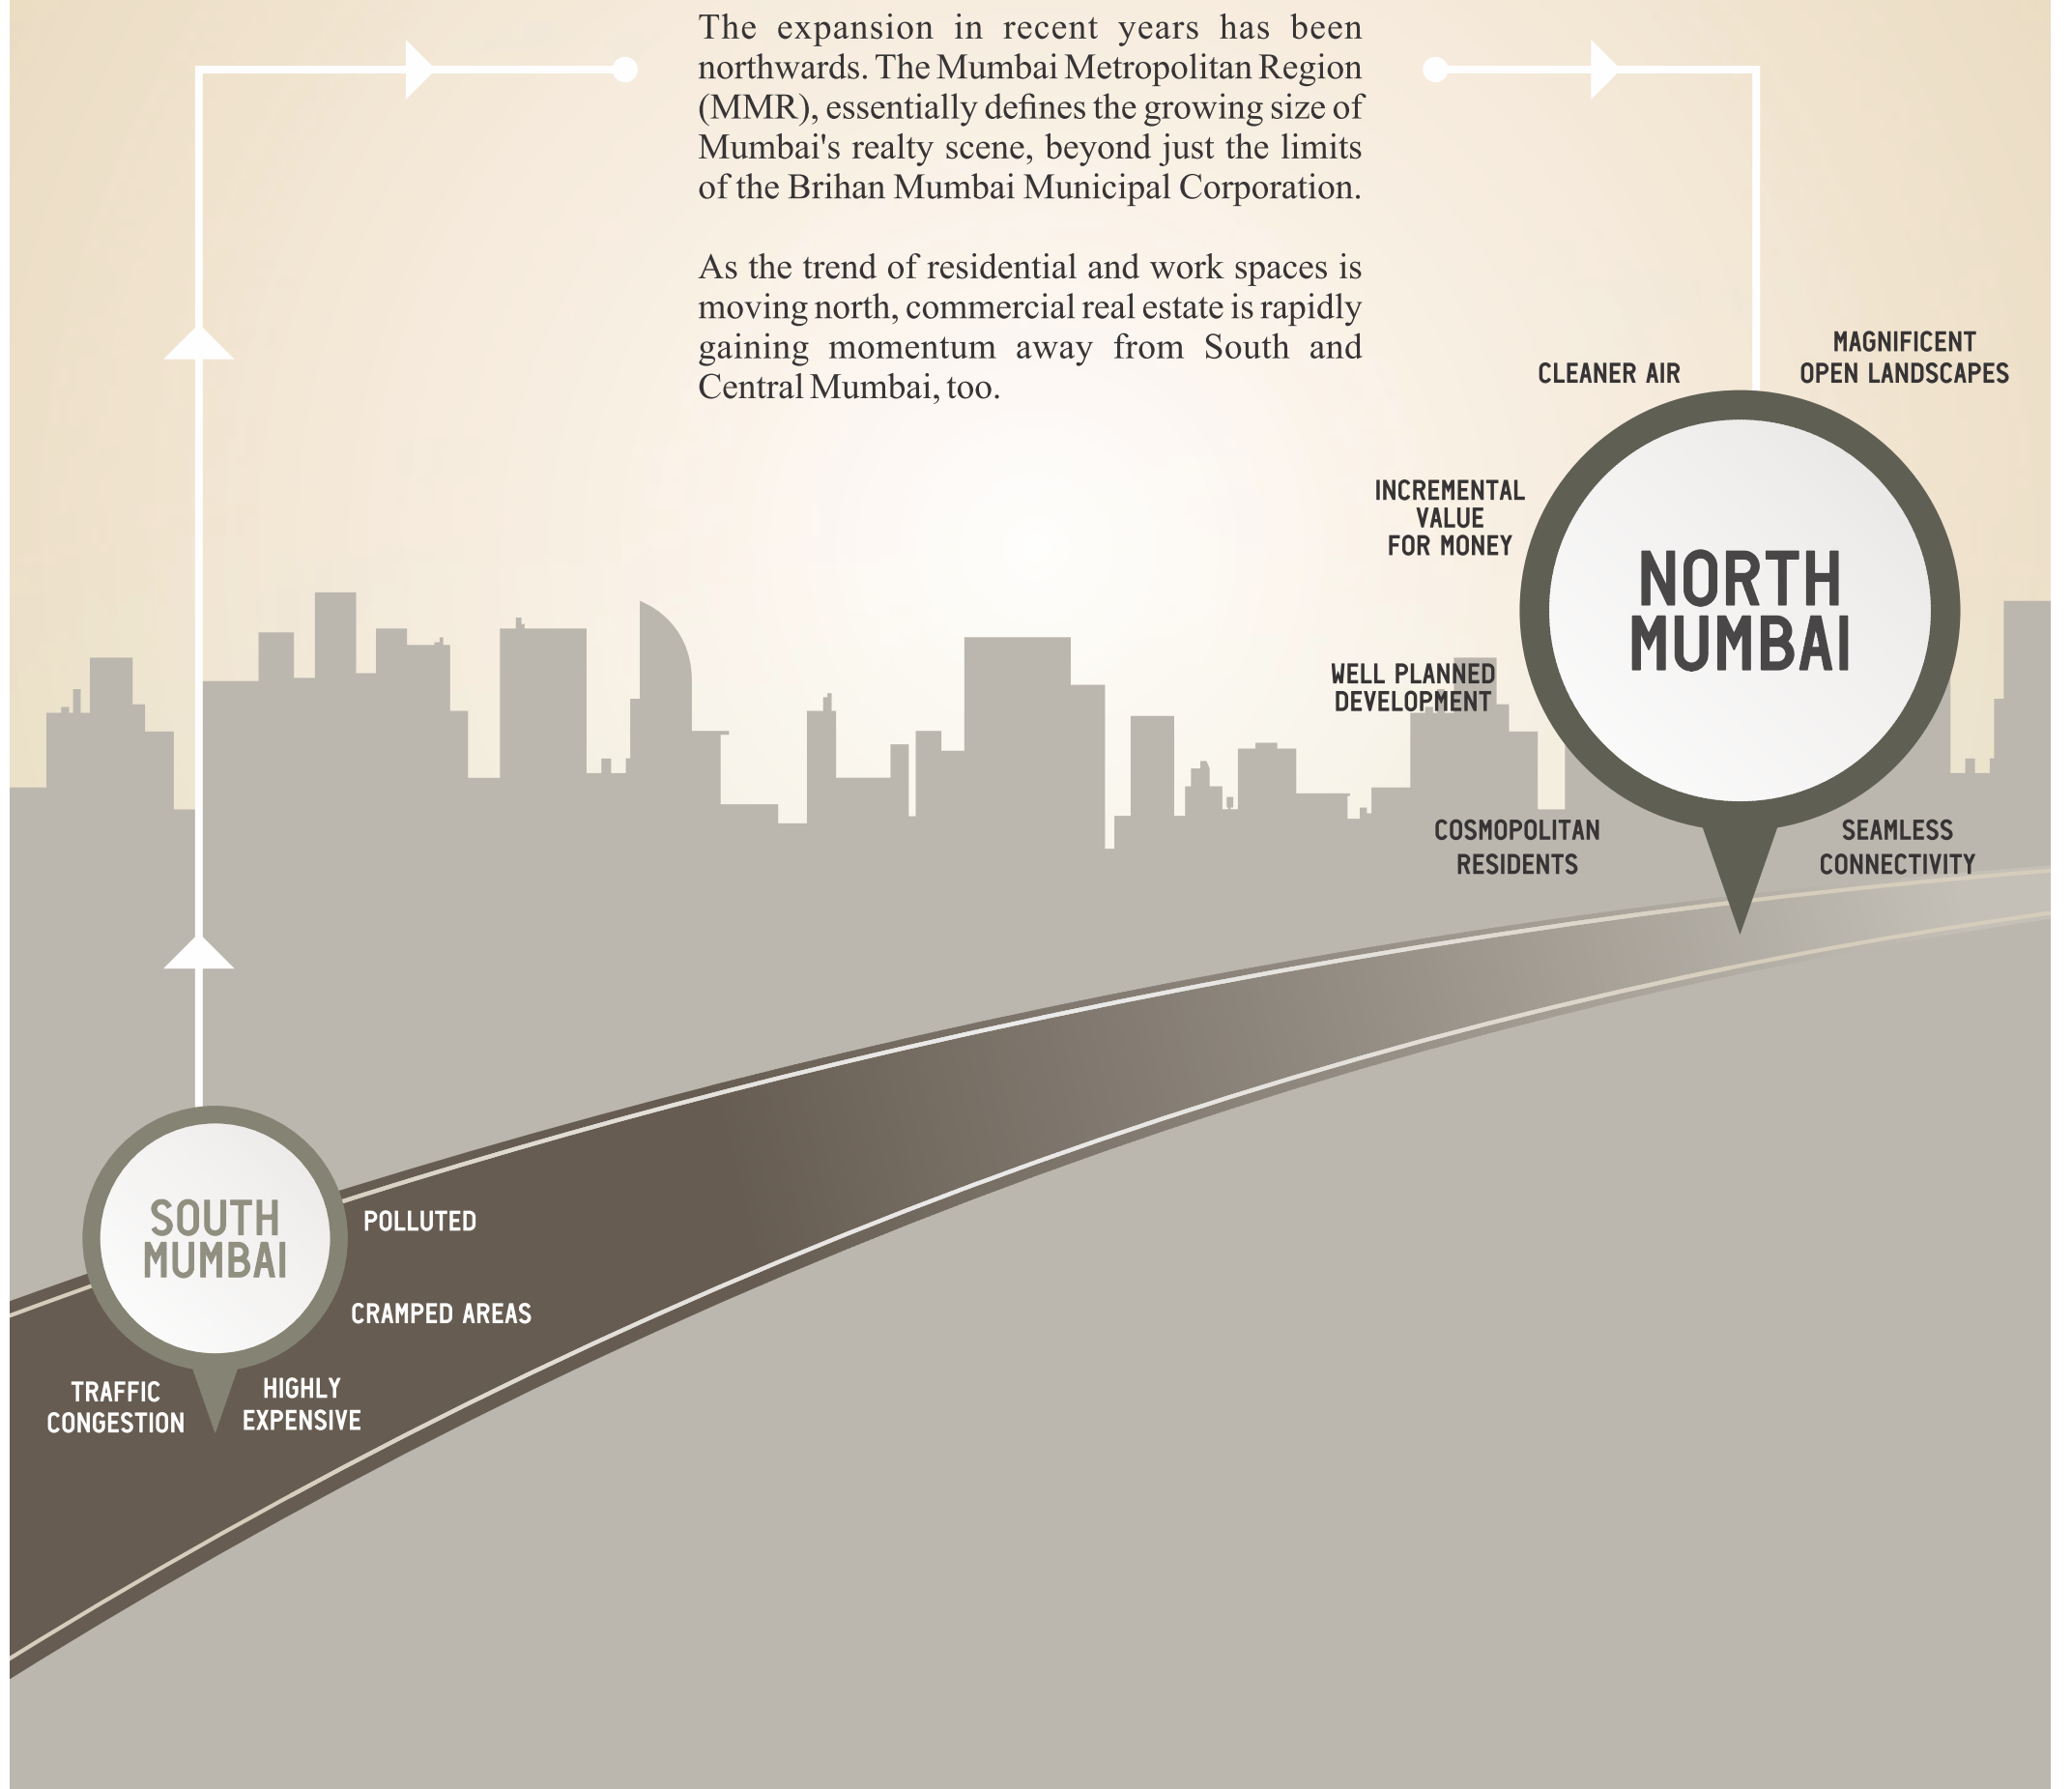 The expansion in recent years has been
northwards. The Mumbai Metropolitan Region
(MMR), essentially defines the growing size of
Mumbai's realty scene, beyond just the limits
of the Brihan Mumbai Municipal Corporation.
As the trend of residential and work spaces is
moving north, commercial real estate is rapidly
gaining momentum away from South and
Central Mumbai, too.
CLEANER AIR
MAGNIFICENT
OPEN LANDSCAPES
INCREMENTAL
VALUE
FOR MONEY
NORTH
MUMBAI
WELL PLANNED
DEVELOPMENT
COSMOPOLITAN
RESIDENTS
SEAMLESS
CONNECTIVITY
SOUTH
MUMBAI
POLLUTED
CRAMPED AREAS
TRAFFIC
CONGESTION
HIGHLY
EXPENSIVE